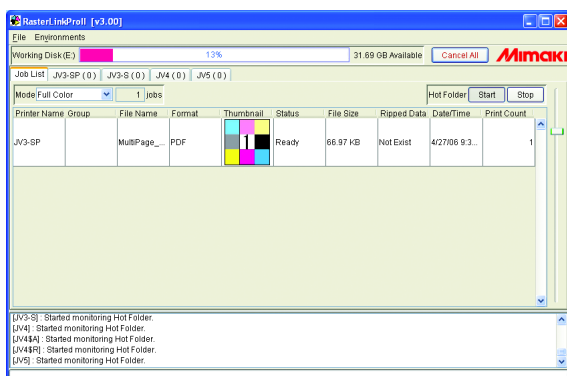 RasterLinkProII [v3.00]
File Environments
Working Disk(E:) 13% 31.69 GB Available Cancel All Mimaki
Job List JV3-SP ( 0 ) JV3-S ( 0 ) JV4 ( 0 ) JV5 ( 0 )
Mode Full Color 1 jobs Hot Folder Start Stop
Printer Name Group File Name Format Thumbnail Status File Size Ripped Data Date/Time Print Count
JV3-SP MultiPage_... PDF 1 Ready 66.97 KB Not Exist 4/27/06 9:3... 1
[JV3-S] : Started monitoring Hot Folder.
[JV4] : Started monitoring Hot Folder.
[JV4$A] : Started monitoring Hot Folder.
[JV4$R] : Started monitoring Hot Folder.
[JV5] : Started monitoring Hot Folder.